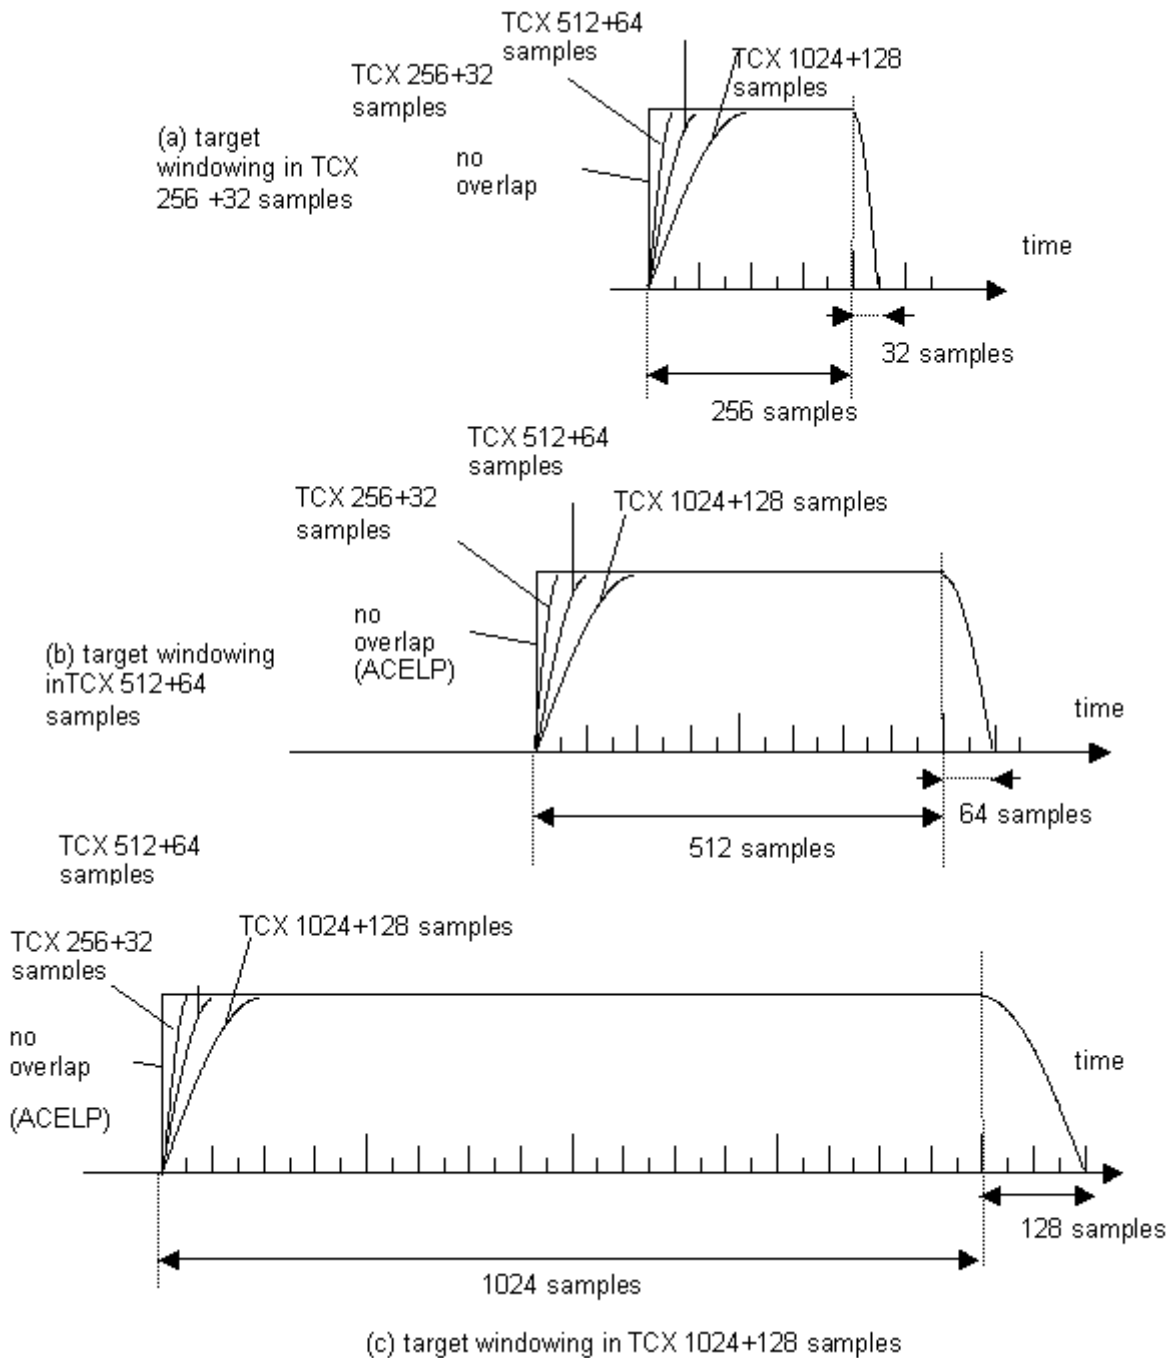 TCX 512+64
samples
TCX 1024+128
samples
TCX 256+32
samples
(a) target
windowing in TCX
256 +32 samples
no
overlap
time
32 samples
256 samples
TCX 512+64
samples
TCX 256+32
samples
TCX 1024+128 samples
no
overlap
(ACELP)
(b) target windowing
inTCX 512+64
samples
time
64 samples
512 samples
TCX 512+64
samples
TCX 1024+128 samples
TCX 256+32
samples
no
overlap
(ACELP)
time
128 samples
1024 samples
(c) target windowing in TCX 1024+128 samples